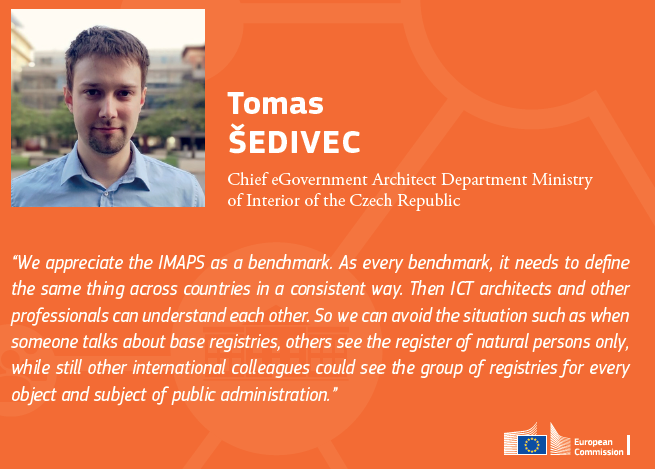 Tomas
ŠEDIVEC
Chief eGovernment Architect Department Ministry
of Interior of the Czech Republic
“We appreciate the IMAPS as a benchmark. As every benchmark, it needs to define
the same thing across countries in a consistent way. Then ICT architects and other
professionals can understand each other. So we can avoid the situation such as when
someone talks about base registries, others see the register of natural persons only,
while still other international colleagues could see the group of registries for every
object and subject of public administration.”
European
Commission